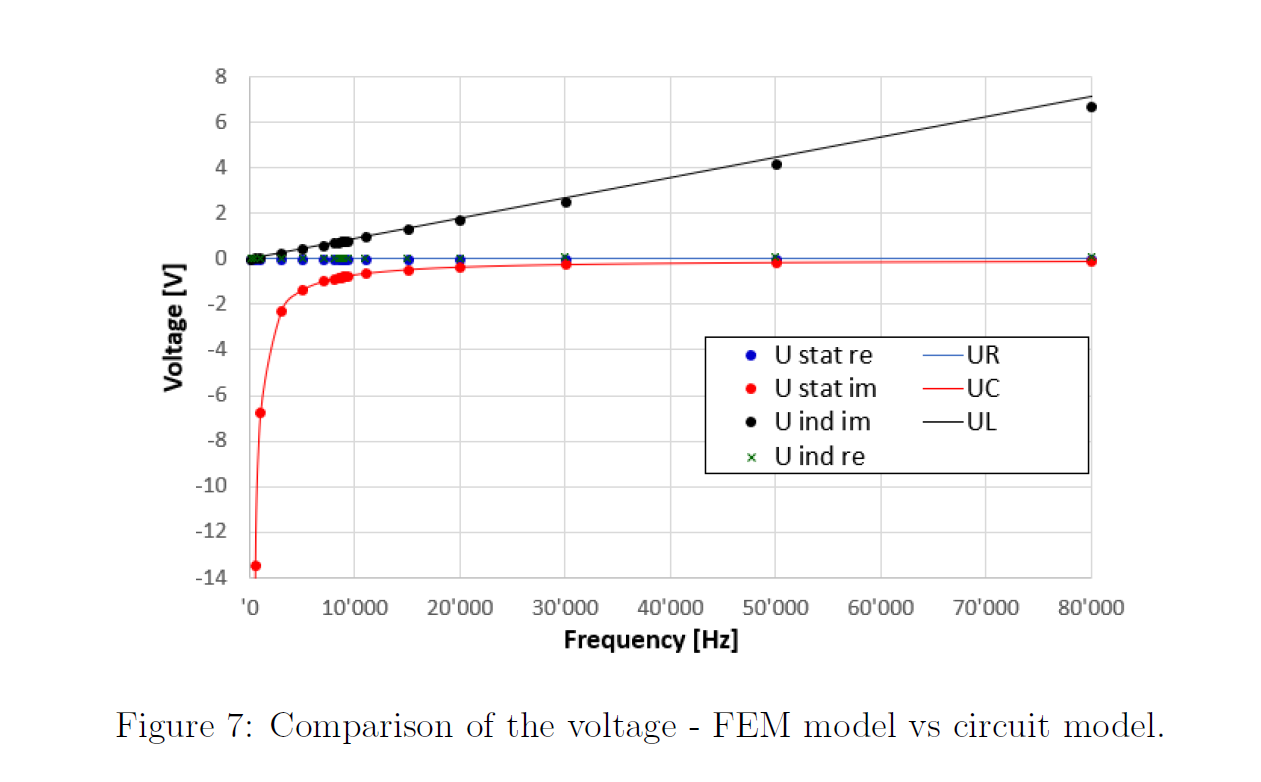 8
6
4
2
0
-2
-4
-6
-8
-10
-12
-14
Voltage [V]
U stat re UR
U stat im UC
U ind im UL
U ind re
'0 10'000 20'000 30'000 40'000 50'000 60'000 70'000 80'000
Frequency [Hz]
Figure 7: Comparison of the voltage - FEM model vs circuit model.